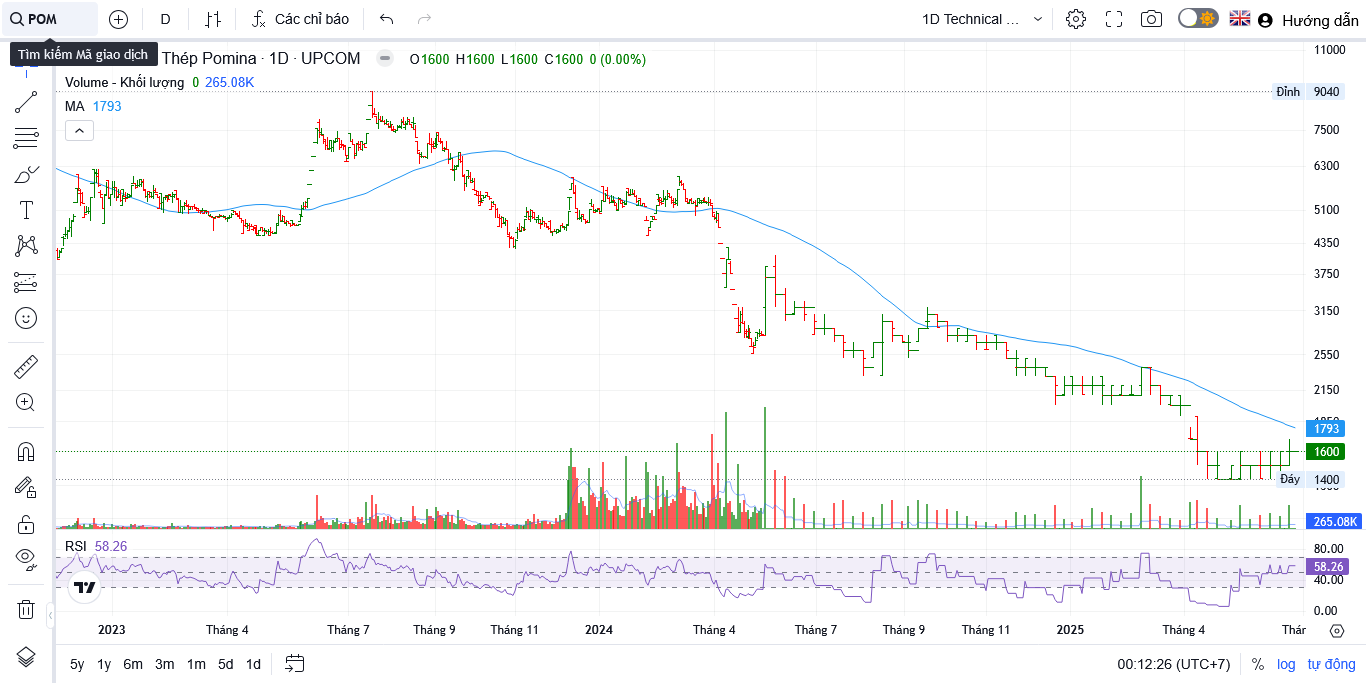 POM
D
Các chỉ báo
1D Technical ...
Hướng dẫn
Tìm kiếm Mã giao dịch
Thép Pomina · 1D · UPCOM
O1600 H1600 L1600 C1600 0 (0.00%)
Volume - Khối lượng 0 265.08K
MA 1793
11000
Đỉnh 9040
7500
6300
5100
4350
3750
3150
2550
2150
1793
1600
Đáy 1400
265.08K
RSI 58.26
80.00
58.26
40.00
0.00
2023 Tháng 4 Tháng 7 Tháng 9 Tháng 11 2024 Tháng 4 Tháng 7 Tháng 9 Tháng 11 2025 Tháng 4 Thár
5y 1y 6m 3m 1m 5d 1d
00:12:26 (UTC+7) % log tự động